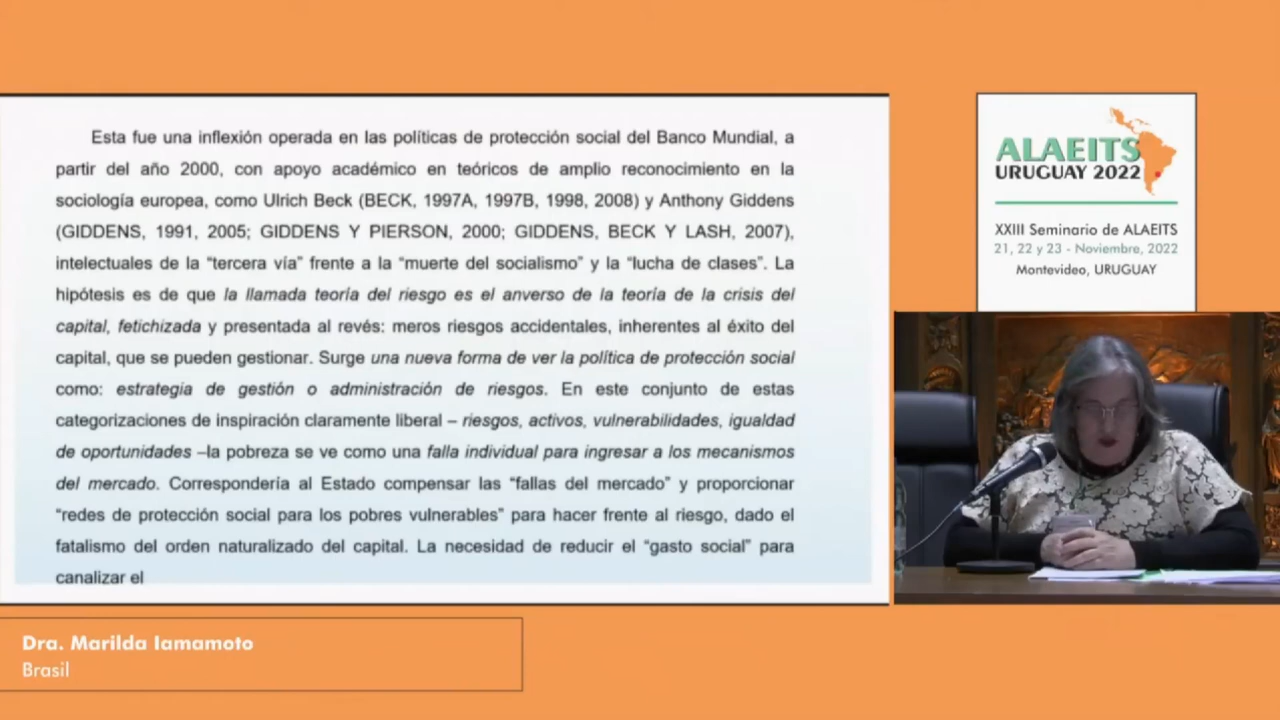 Esta fue una inflexión operada en las políticas de protección social del Banco Mundial, a
partir del año 2000, con apoyo académico en teóricos de amplio reconocimiento en la
sociología europea, como Ulrich Beck (BECK, 1997A, 1997B, 1998, 2008) y Anthony Giddens
(GIDDENS, 1991, 2005; GIDDENS Y PIERSON, 2000; GIDDENS, BECK Y LASH, 2007),
intelectuales de la “tercera vía” frente a la “muerte del socialismo” y la “lucha de clases”. La
hipótesis es de que la llamada teoría del riesgo es el anverso de la teoría de la crisis del
capital, fetichizada y presentada al revés: meros riesgos accidentales, inherentes al éxito del
capital, que se pueden gestionar. Surge una nueva forma de ver la política de protección social
como: estrategia de gestión o administración de riesgos. En este conjunto de estas
categorizaciones de inspiración claramente liberal – riesgos, activos, vulnerabilidades, igualdad
de oportunidades –la pobreza se ve como una falla individual para ingresar a los mecanismos
del mercado. Correspondería al Estado compensar las “fallas del mercado” y proporcionar
“redes de protección social para los pobres vulnerables” para hacer frente al riesgo, dado el
fatalismo del orden naturalizado del capital. La necesidad de reducir el “gasto social” para
canalizar el
ALAEITS
URUGUAY 2022
XXIII Seminario de ALAEITS
21, 22 y 23 - Noviembre, 2022
Montevideo, URUGUAY
Dra. Marilda Iamamoto
Brasil